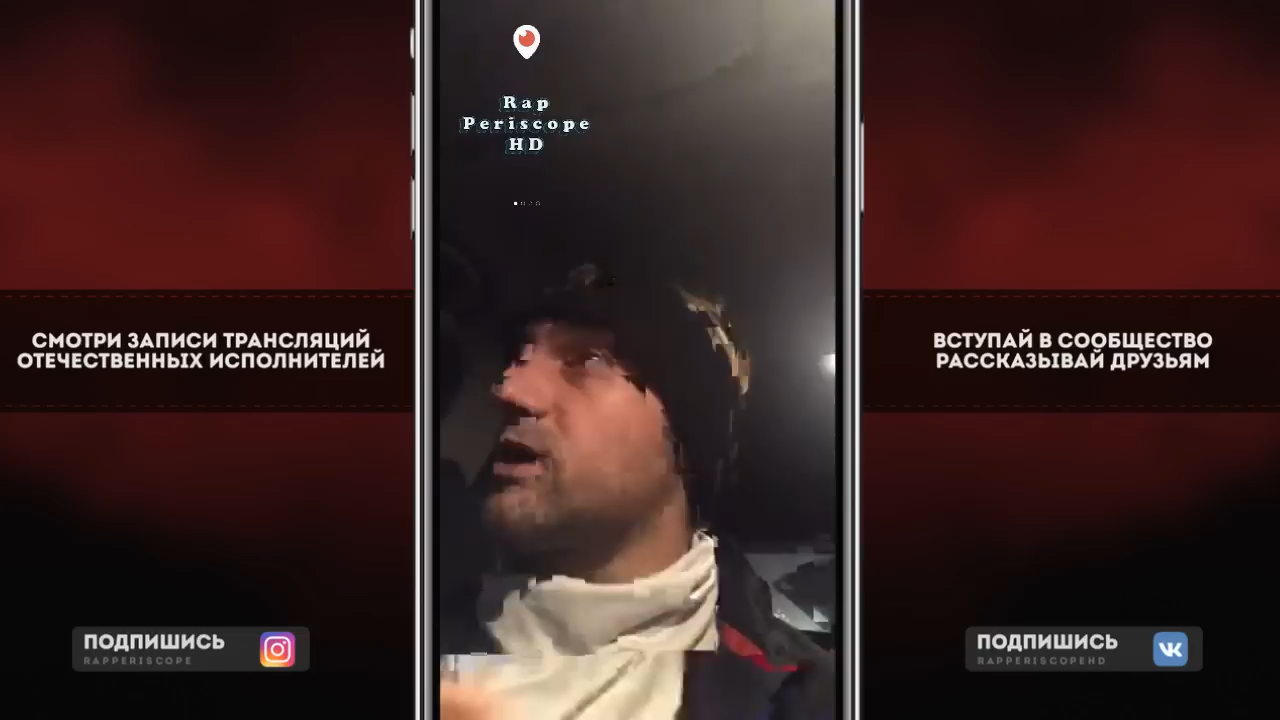 Rap
Periscope
HD
СМОТРИ ЗАПИСИ ТРАНСЛЯЦИЙ
ОТЕЧЕСТВЕННЫХ ИСПОЛНИТЕЛЕЙ
ВСТУПАЙ В СООБЩЕСТВО
РАССКАЗЫВАЙ ДРУЗЬЯМ
ПОДПИШИСЬ
RAPPERISCOPE
ПОДПИШИСЬ
RAPPERISCOPEHD